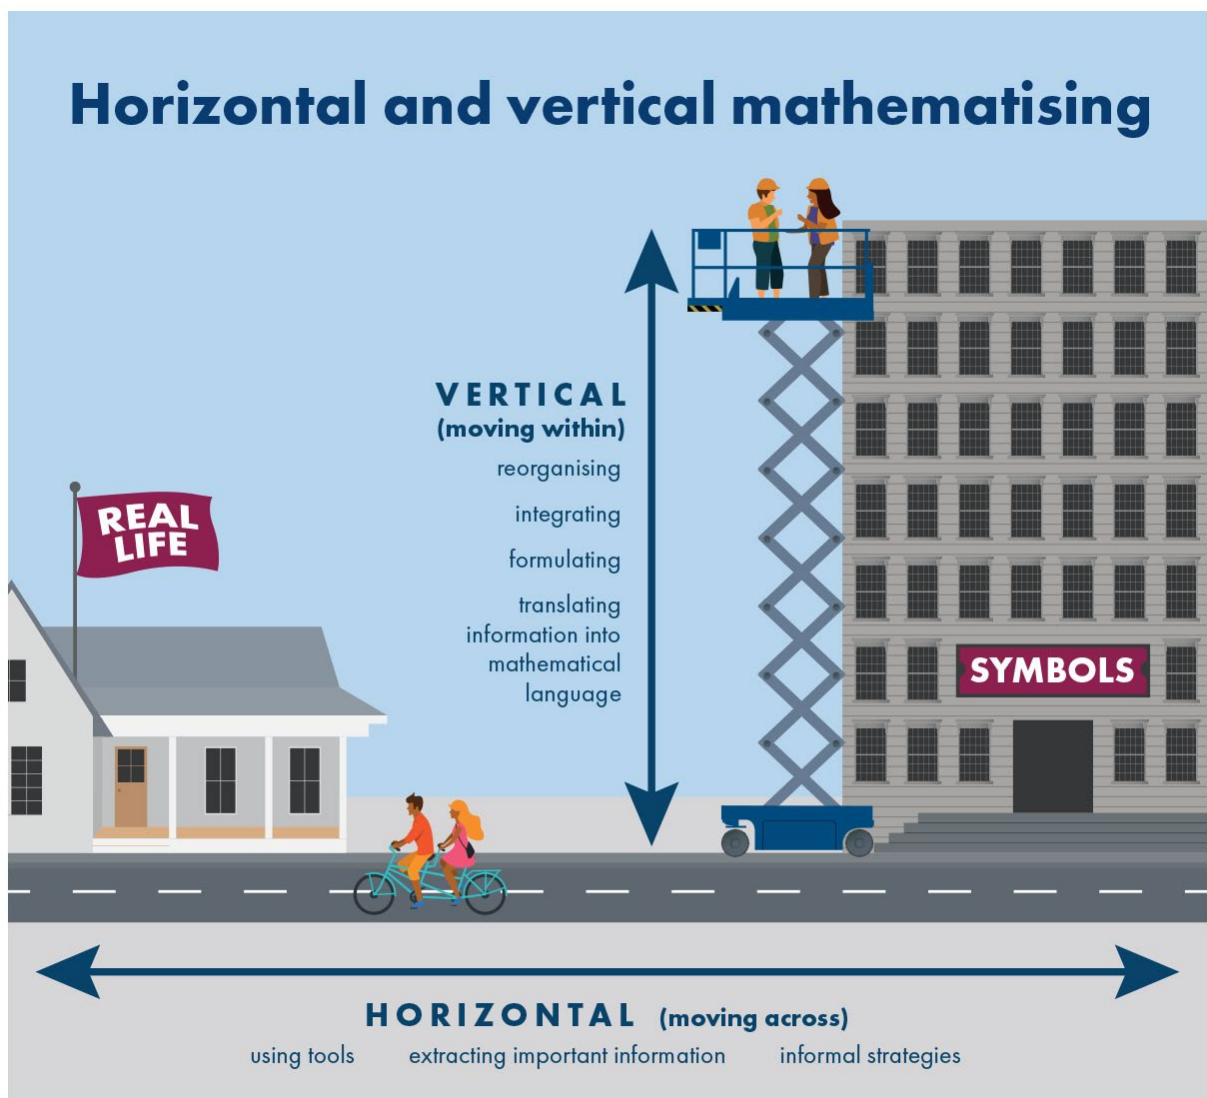 Horizontal and vertical mathematising
VERTICAL
(moving within)
reorganising
integrating
formulating
translating
information into
mathematical
language
REAL
LIFE
SYMBOLS
HORIZONTAL (moving across)
using tools extracting important information informal strategies